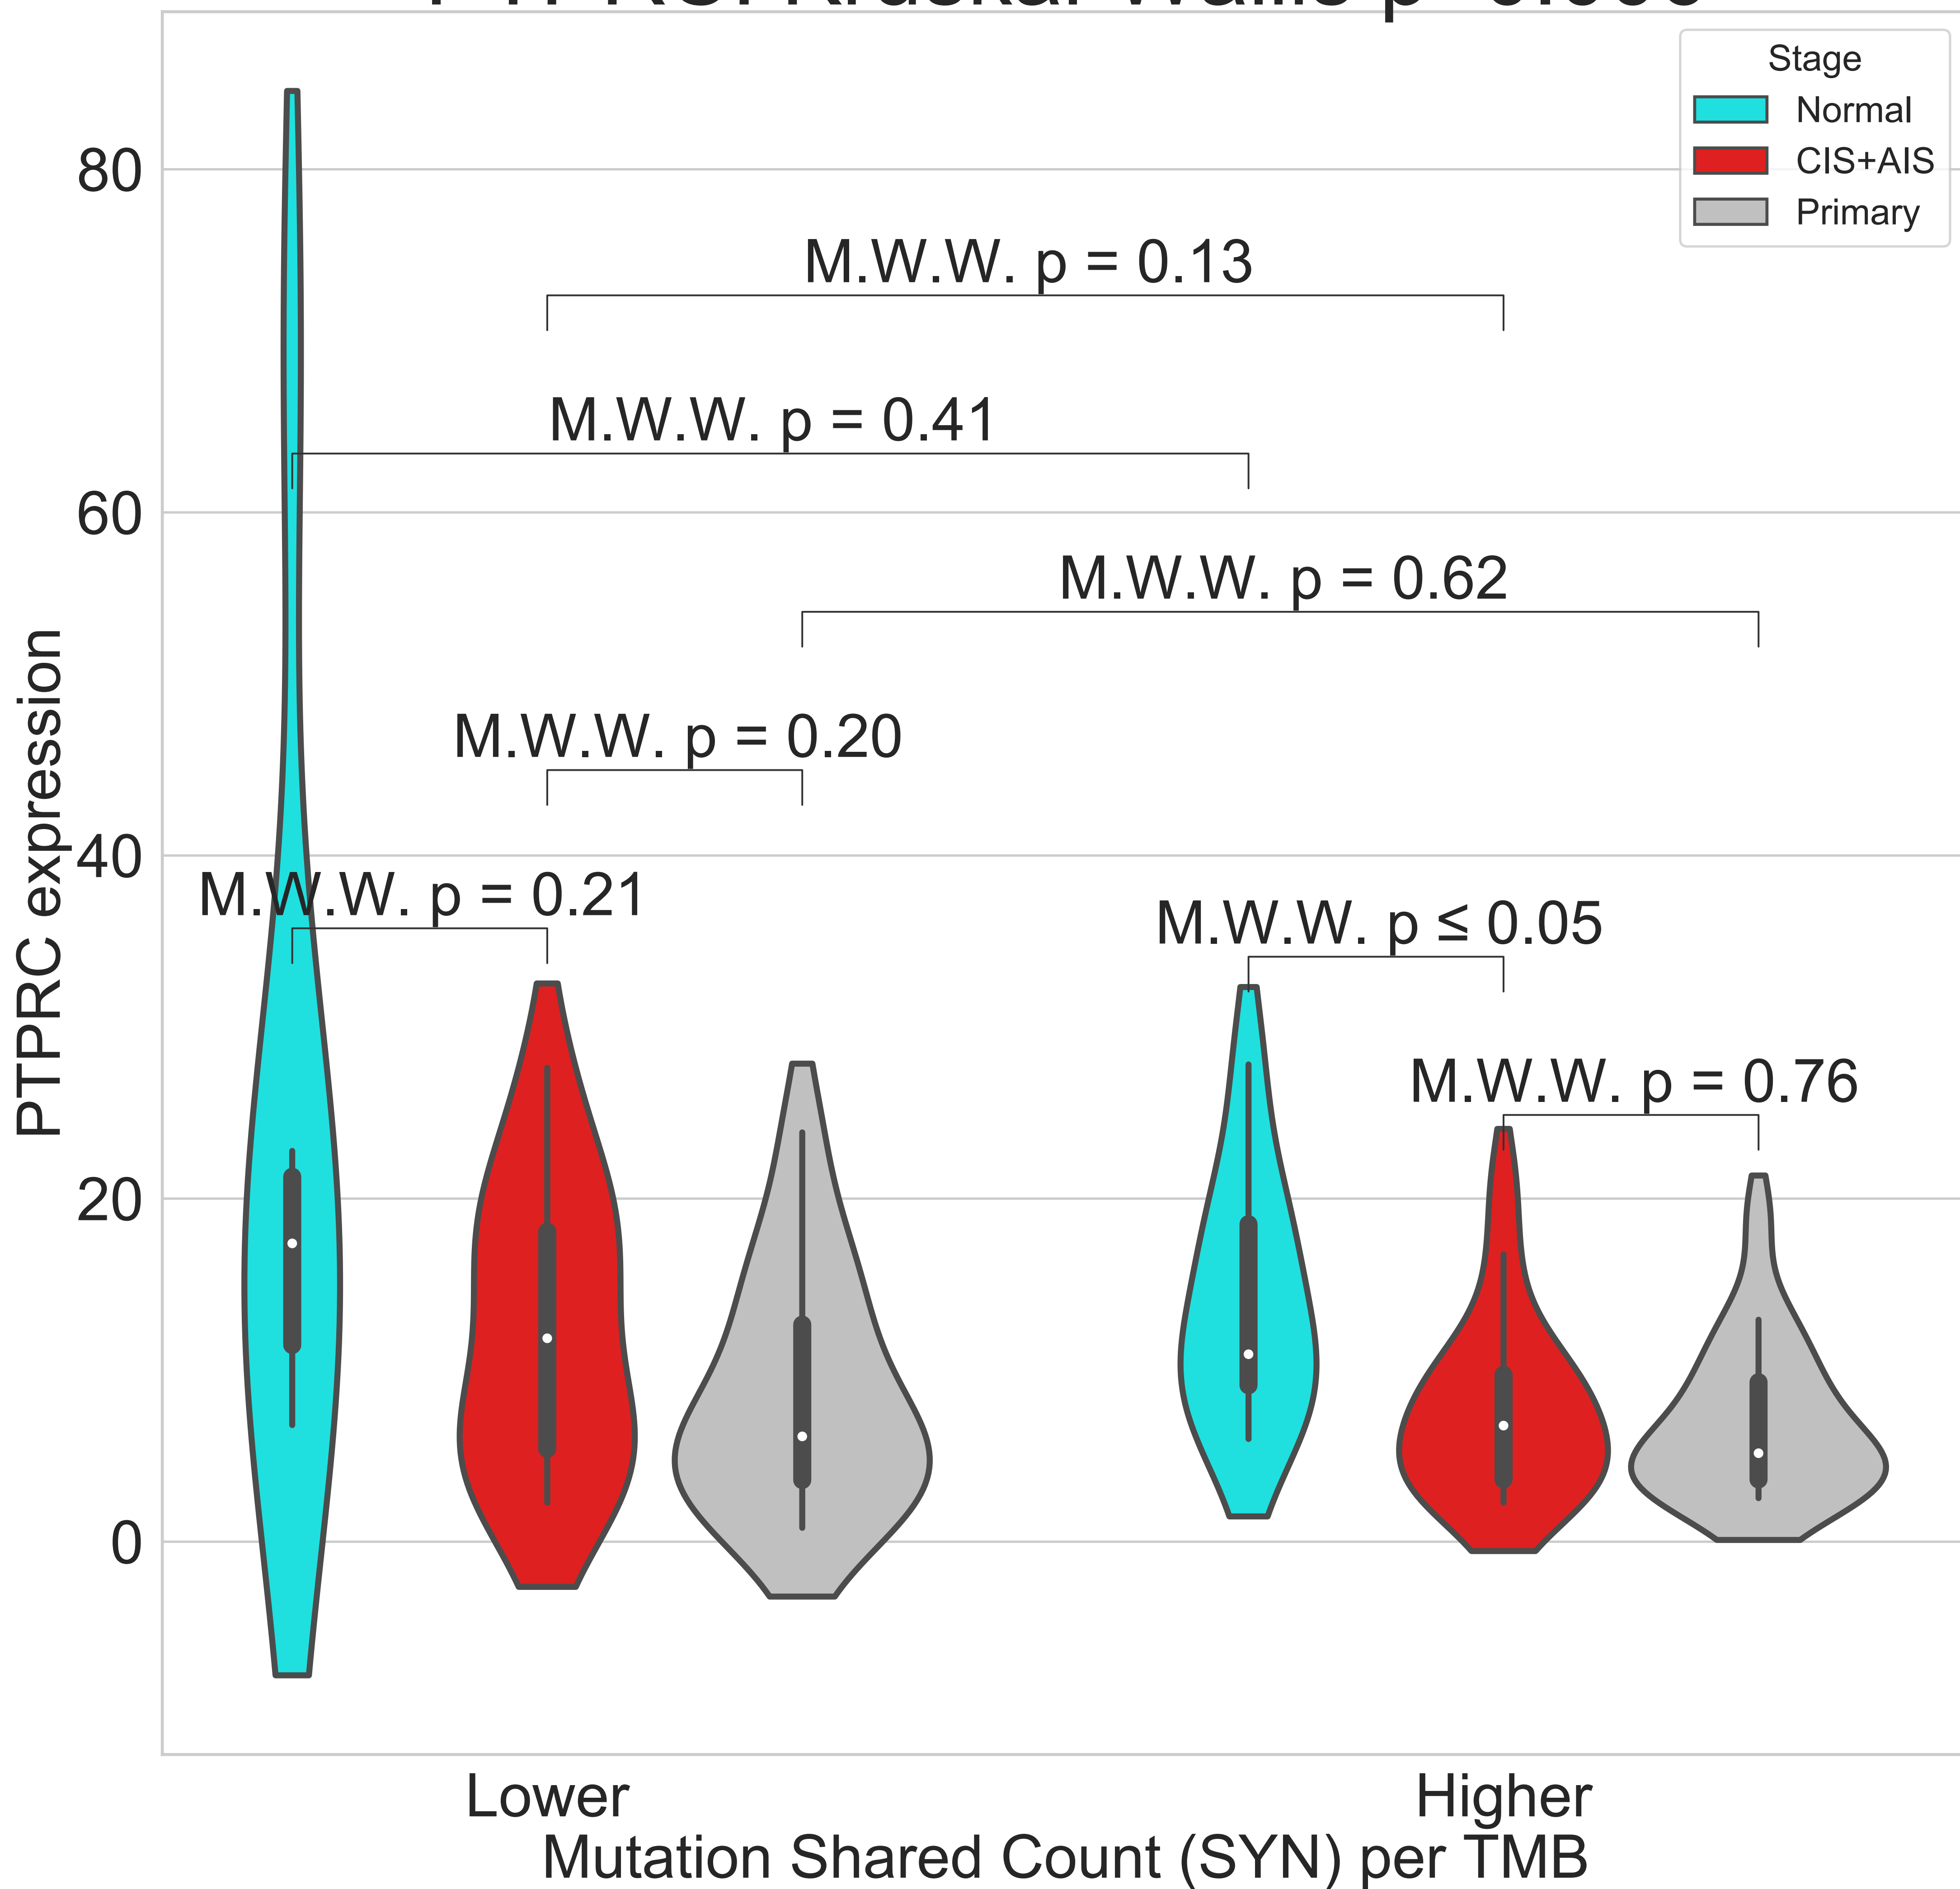 Stage
Normal
CIS+AIS
Primary
80
60
40
20
0
PTPRC expression
M.W.W. p = 0.13
M.W.W. p = 0.41
M.W.W. p = 0.62
M.W.W. p = 0.20
M.W.W. p = 0.21
M.W.W. p ≤ 0.05
M.W.W. p = 0.76
Lower
Higher
Mutation Shared Count (SYN) per TMB